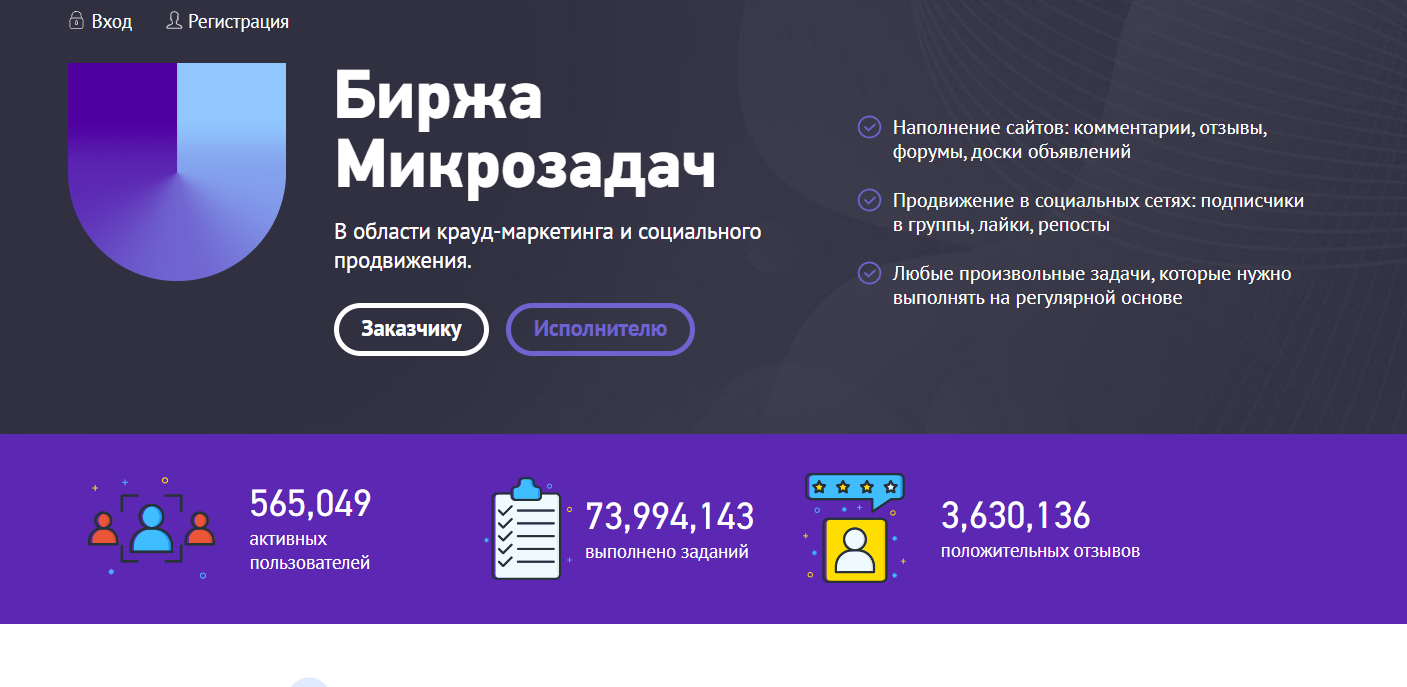 Вход
Регистрация
Биржа
Микрозадач
В области крауд-маркетинга и социального
продвижения.
Заказчику
Исполнителю
Наполнение сайтов: комментарии, отзывы,
форумы, доски объявлений
Продвижение в социальных сетях: подписчики
в группы, лайки, репосты
Любые произвольные задачи, которые нужно
выполнять на регулярной основе
565,049
активных
пользователей
73,994,143
выполнено заданий
3,630,136
положительных отзывов